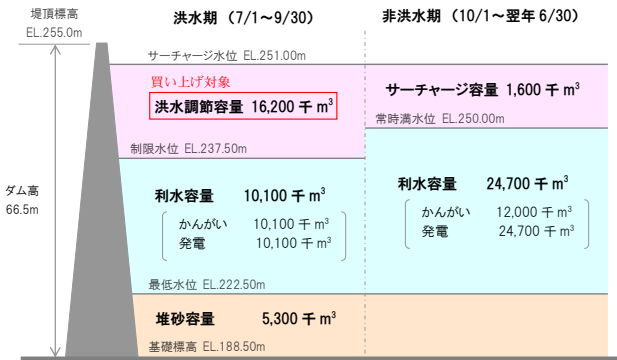 堤頂標高
EL.255.0m
洪水期（7/1～9/30）
非洪水期（10/1～翌年 6/30）
サーチャージ水位 EL.251.00m
買い上げ対象
洪水調節容量 16,200 千 m³
サーチャージ容量 1,600 千 m³
常時満水位 EL.250.00m
制限水位 EL.237.50m
ダム高
66.5m
利水容量 10,100 千 m³
かんがい 10,100 千 m³
発電 10,100 千 m³
利水容量 24,700 千 m³
かんがい 12,000 千 m³
発電 24,700 千 m³
最低水位 EL.222.50m
堆砂容量 5,300 千 m³
基礎標高 EL.188.50m